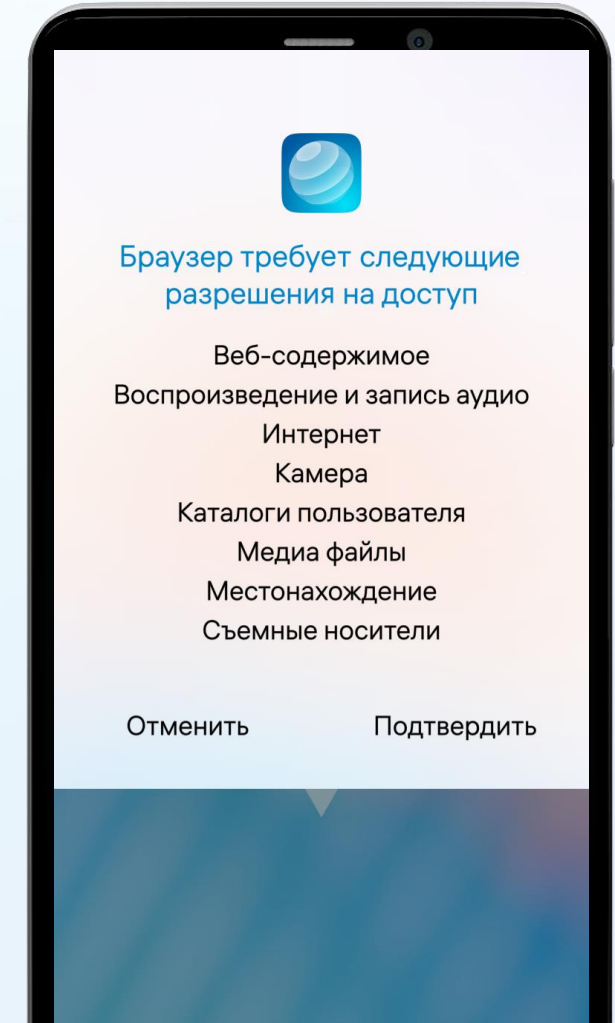 Браузер требует следующие
разрешения на доступ
Веб-содержимое
Воспроизведение и запись аудио
Интернет
Камера
Каталоги пользователя
Медиа файлы
Местонахождение
Съемные носители
Отменить
Подтвердить